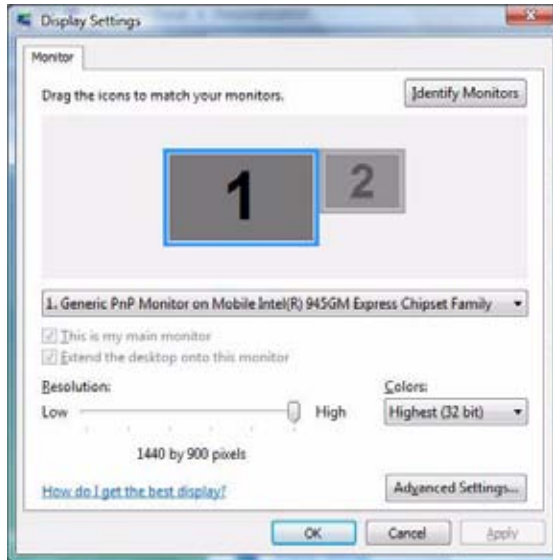 Display Settings
Monitor
Drag the icons to match your monitors.
Identify Monitors
1
2
1. Generic PnP Monitor on Mobile Intel(R) 945GM Express Chipset Family
This is my main monitor
Extend the desktop onto this monitor
Resolution:
Colors:
Low
High
Highest (32 bit)
1440 by 900 pixels
How do I get the best display?
Advanced Settings...
OK
Cancel
Apply